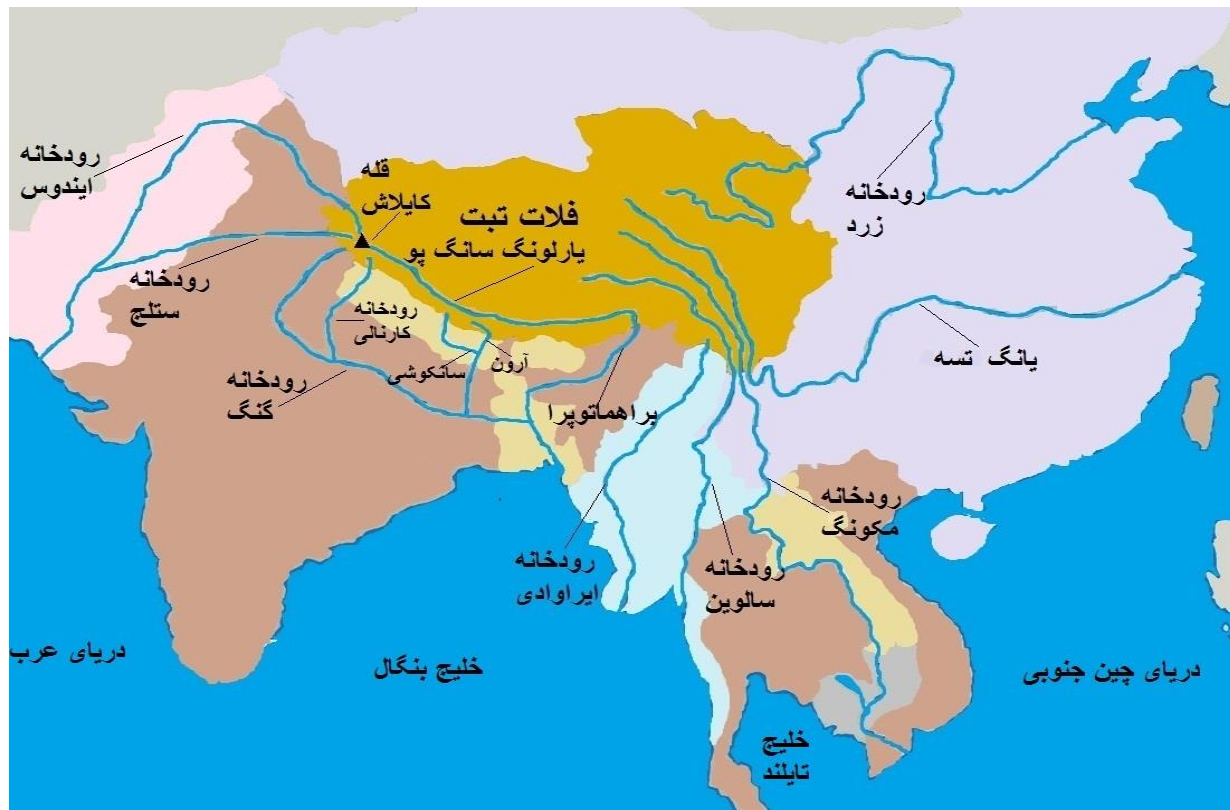 رودخانه
ایندوس
قله
کایلاش
فلات تبت
یارلونگ سانگ پو
رودخانه
زرد
رودخانه
ستلج
رودخانه
کارنالی
آرون
سانکوشی
یانگ تسه
رودخانه
گنگ
براهماتوپرا
رودخانه
مکونگ
رودخانه
ایراوادی
رودخانه
سالوین
دریای عرب
خلیج بنگال
دریای چین جنوبی
خلیج
تایلند